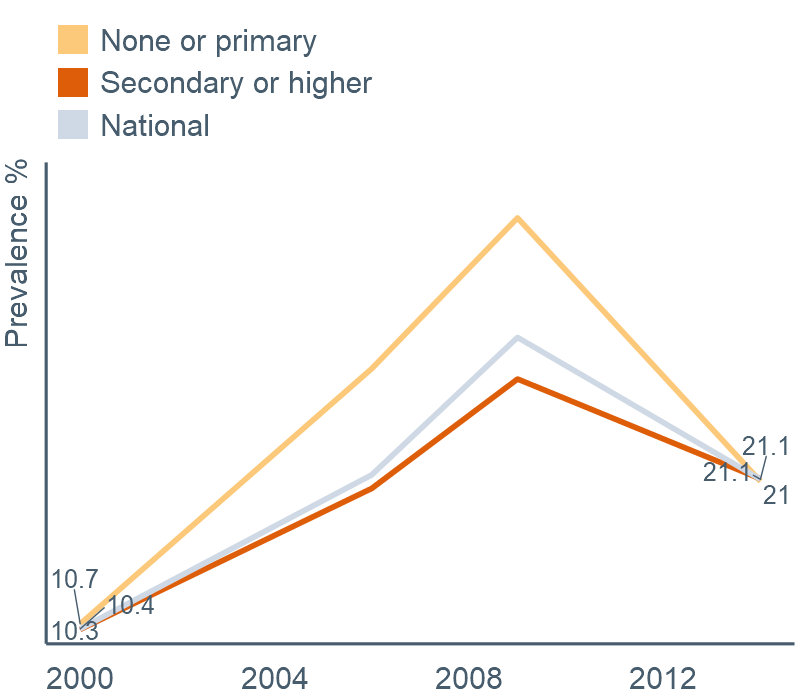 None or primary
Secondary or higher
National
Prevalence %
21.1
21.1
21
10.7
10.4
10.3
2000 2004 2008 2012